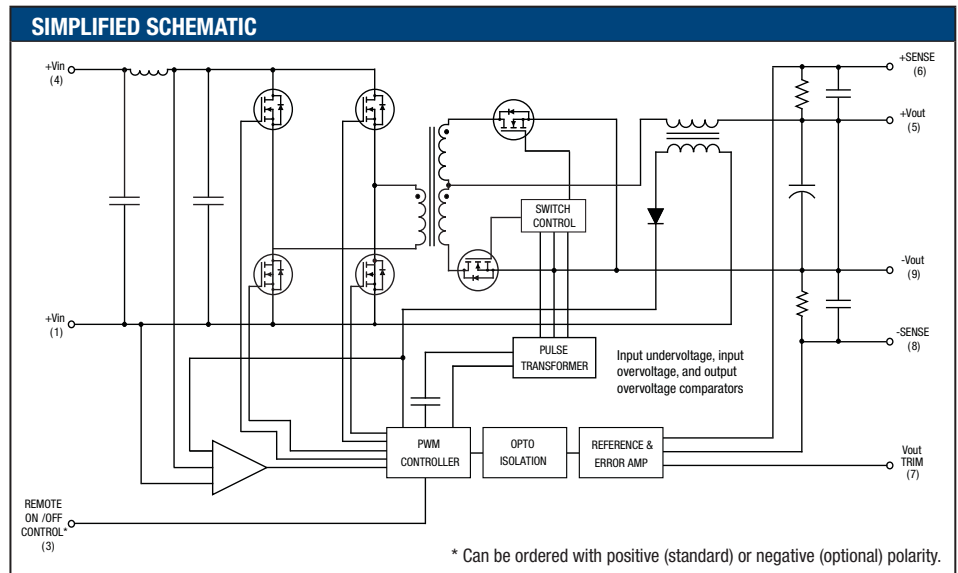 SIMPLIFIED SCHEMATIC
+Vin
(4)
+SENSE
(6)
+Vout
(5)
SWITCH
CONTROL
-Vout
(9)
+Vin
(1)
-SENSE
(8)
PULSE
TRANSFORMER
Input undervoltage, input
overvoltage, and output
overvoltage comparators
PWM
CONTROLLER
OPTO
ISOLATION
REFERENCE &
ERROR AMP
Vout
TRIM
(7)
REMOTE
ON /OFF
CONTROL*
(3)
* Can be ordered with positive (standard) or negative (optional) polarity.